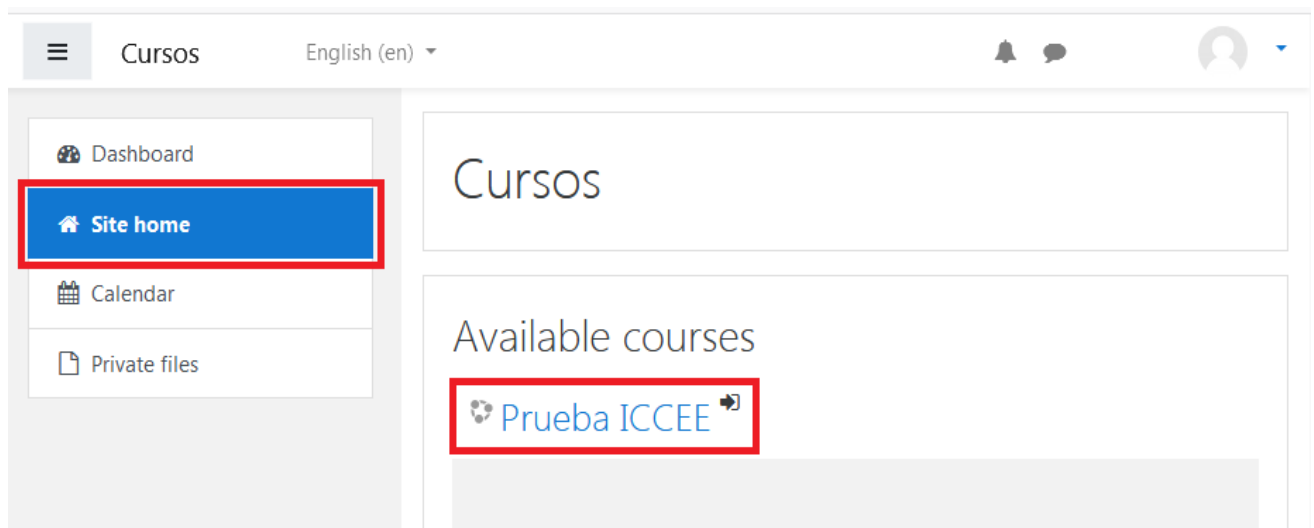 Cursos English (en)
Dashboard
Site home
Calendar
Private files
Cursos
Available courses
Prueba ICCEE